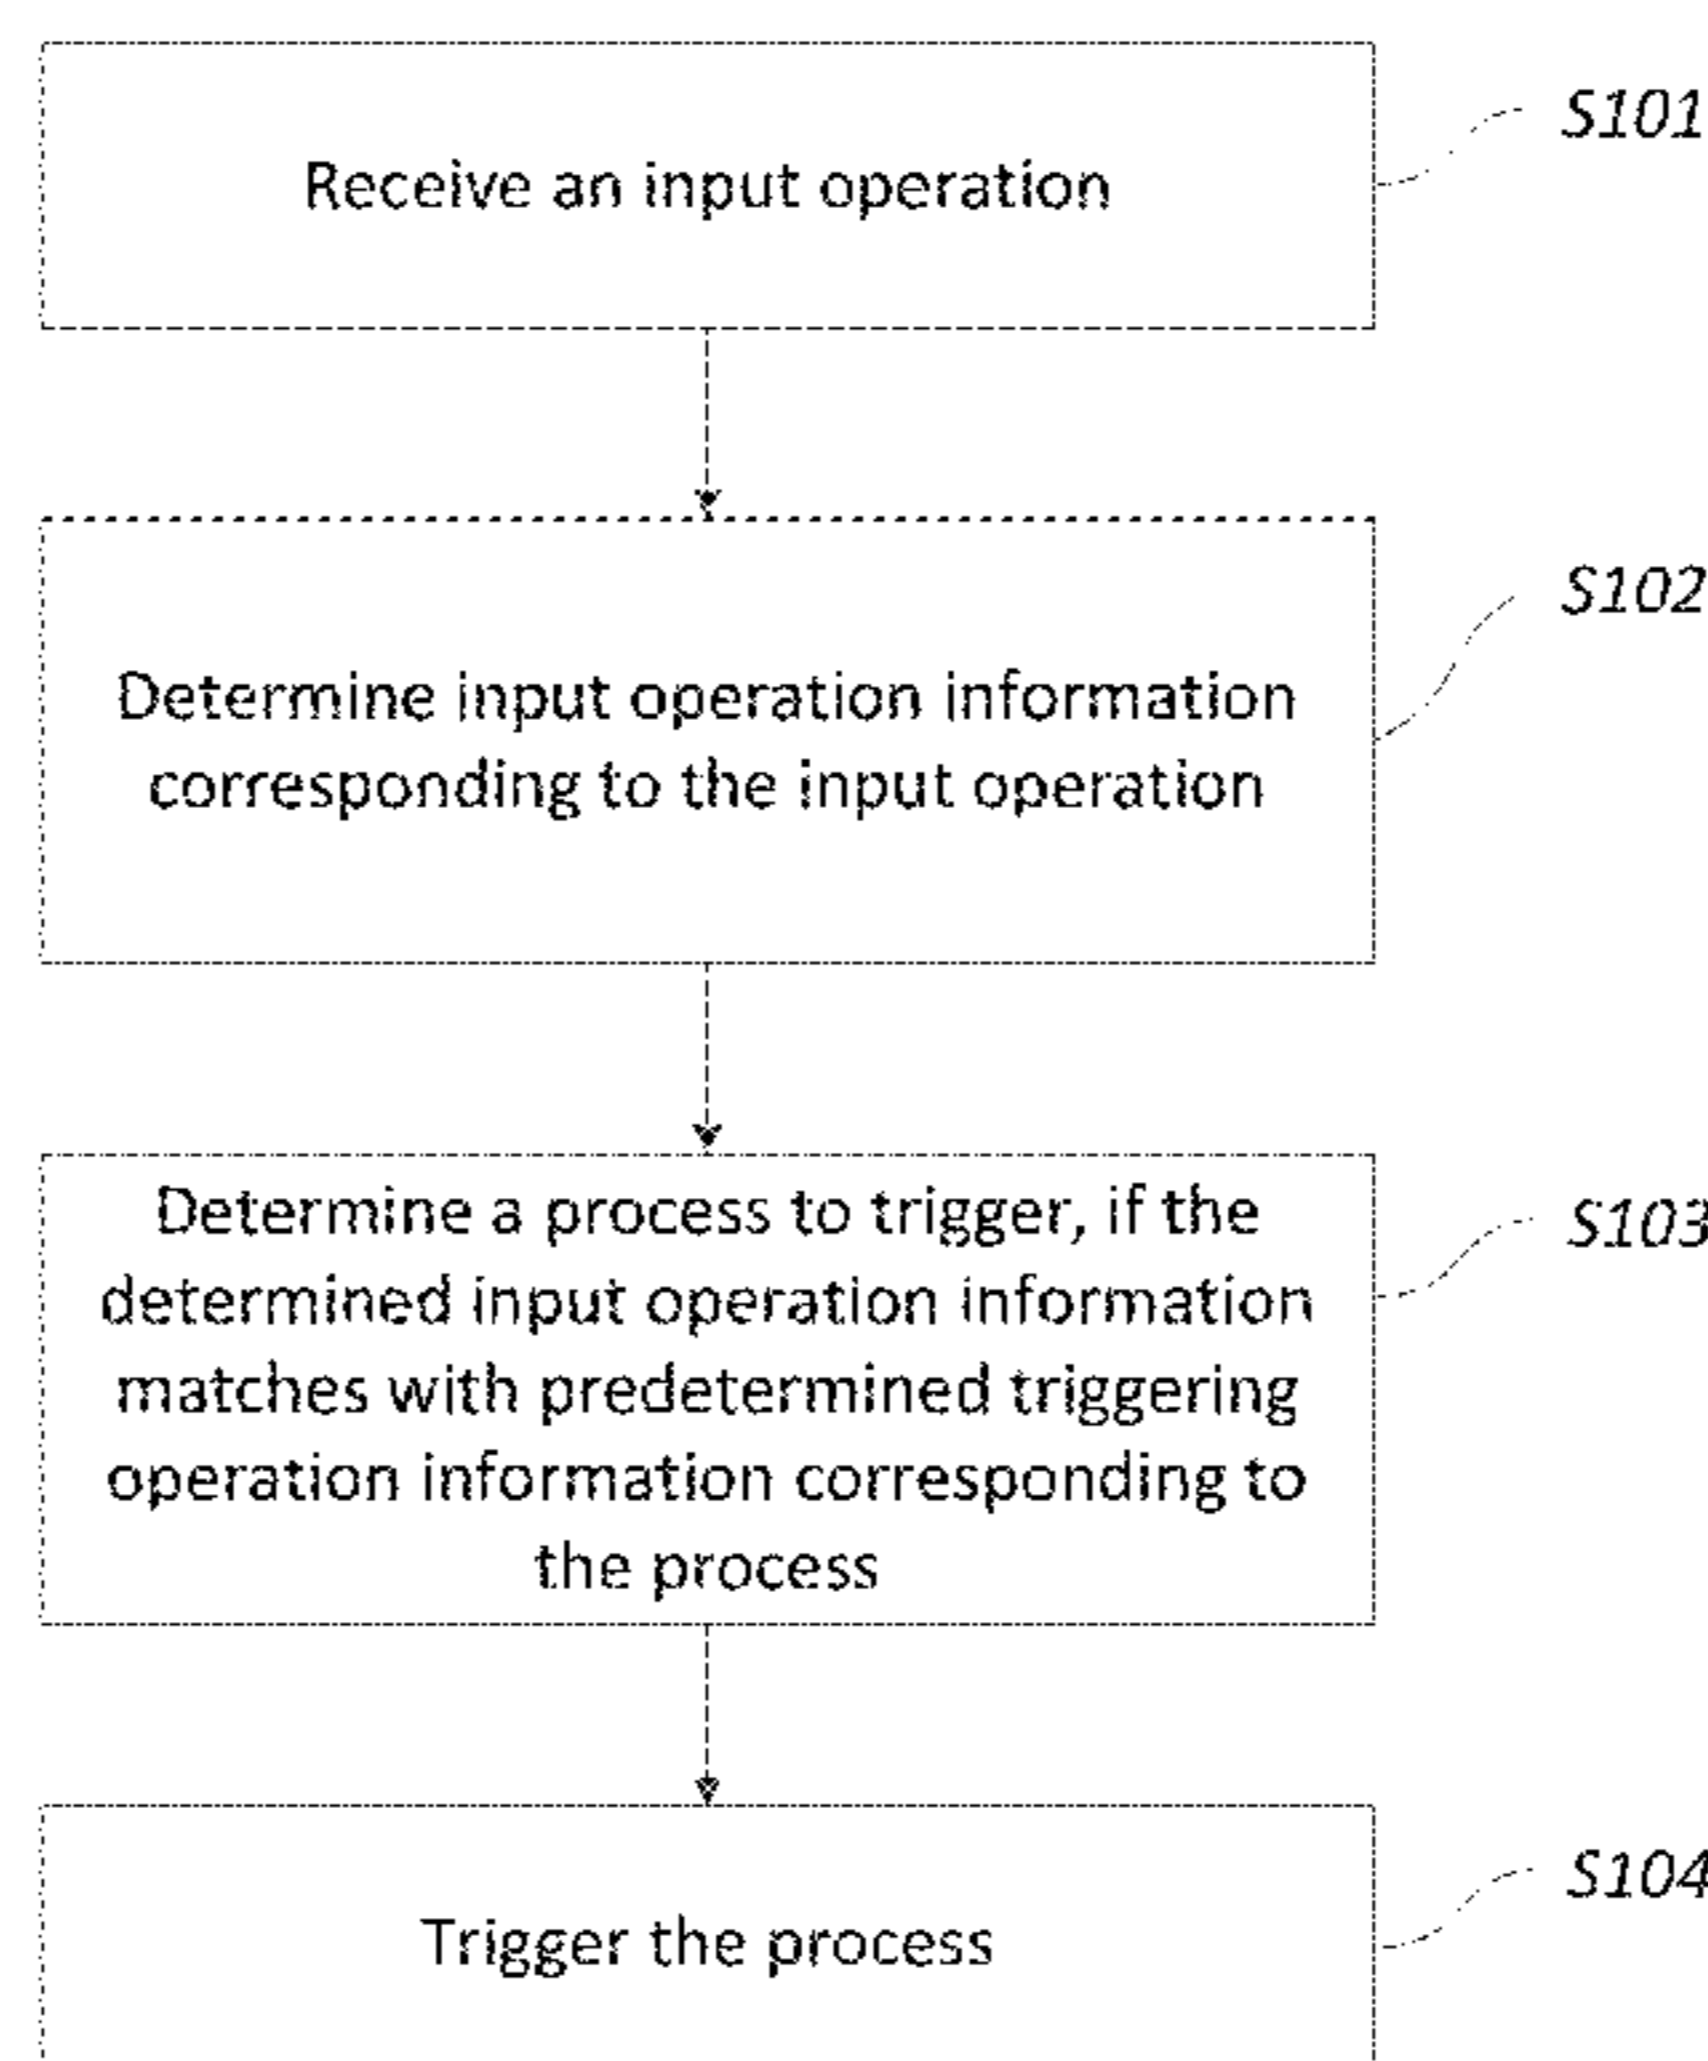 Receive an input operation
S101
Determine input operation information
corresponding to the input operation
S102
Determine a process to trigger, if the
determined input operation information
matches with predetermined triggering
operation information corresponding to
the process
S103
Trigger the process
S104